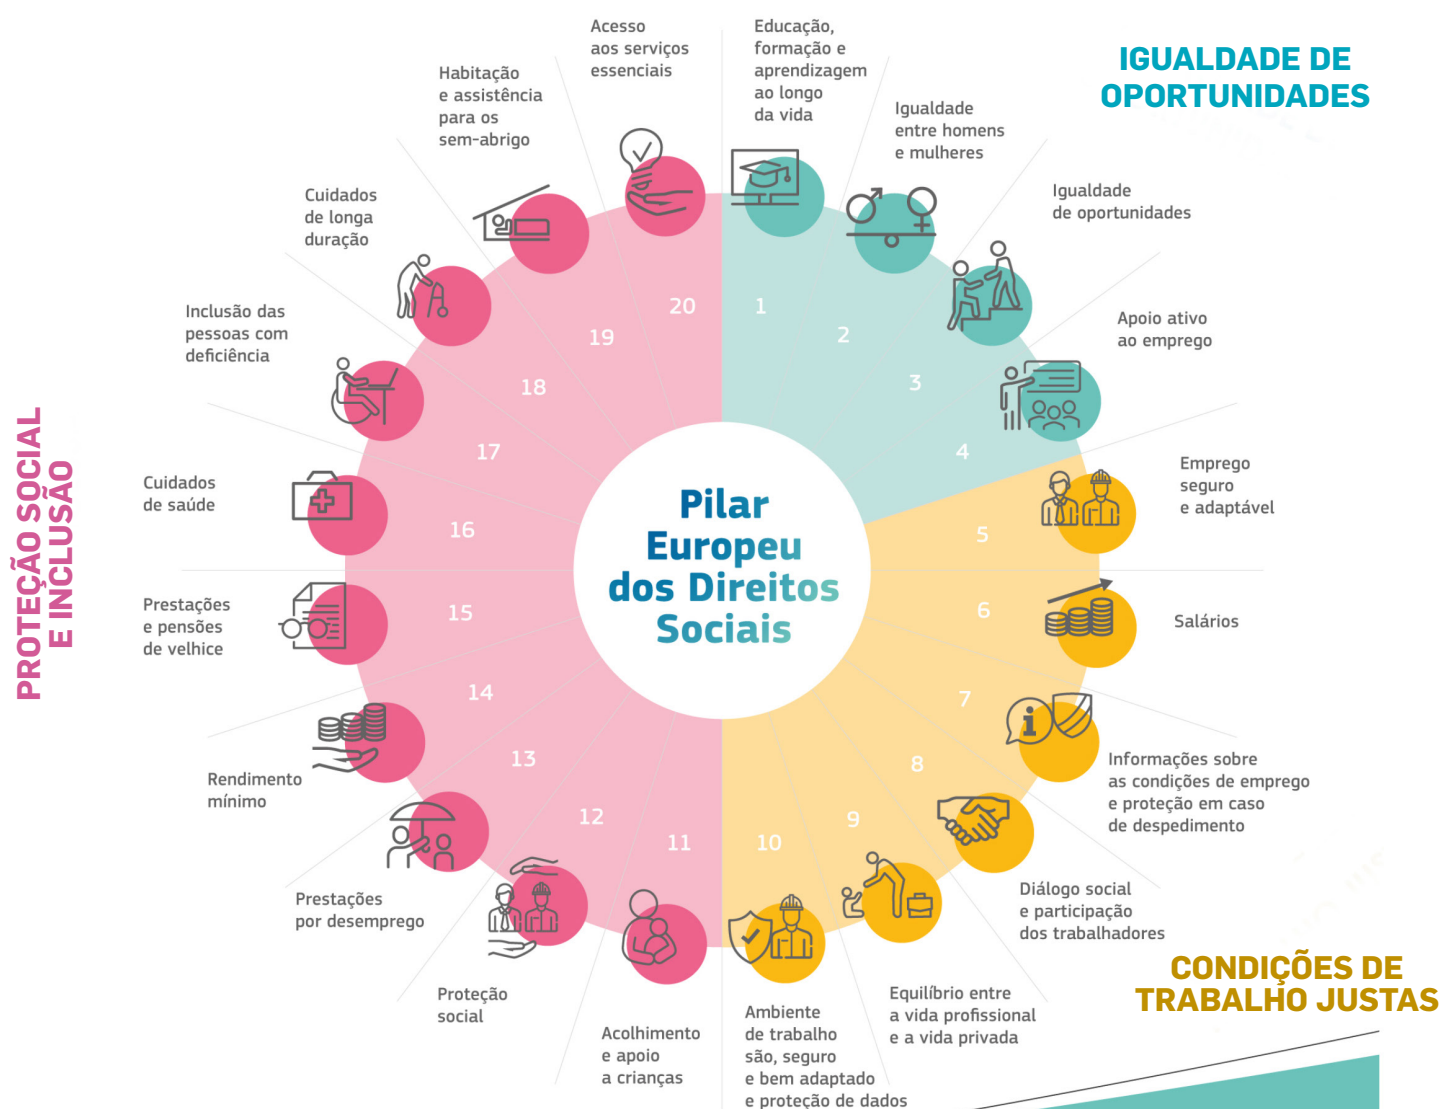 IGUALDADE DE
OPORTUNIDADES
Educação,
formação e
aprendizagem
ao longo
da vida
1
Igualdade
entre homens
e mulheres
2
Igualdade
de oportunidades
3
Apoio ativo
ao emprego
4
Emprego
seguro
e adaptável
5
Salários
6
Informações sobre
as condições de emprego
e proteção em caso
de despedimento
7
Diálogo social
e participação
dos trabalhadores
8
Equilíbrio entre
a vida profissional
e a vida privada
9
Ambiente
de trabalho
são, seguro
e bem adaptado
e proteção de dados
10
CONDIÇÕES DE
TRABALHO JUSTAS
Acolhimento
e apoio
a crianças
11
Proteção
social
12
Prestações
por desemprego
13
Rendimento
mínimo
14
Prestações
e pensões
de velhice
15
Cuidados
de saúde
16
Inclusão das
pessoas com
deficiência
17
Cuidados
de longa
duração
18
Habitação
e assistência
para os
sem-abrigo
19
Acesso
aos serviços
essenciais
20
PROTEÇÃO SOCIAL
E INCLUSÃO
Pilar
Europeu
dos Direitos
Sociais